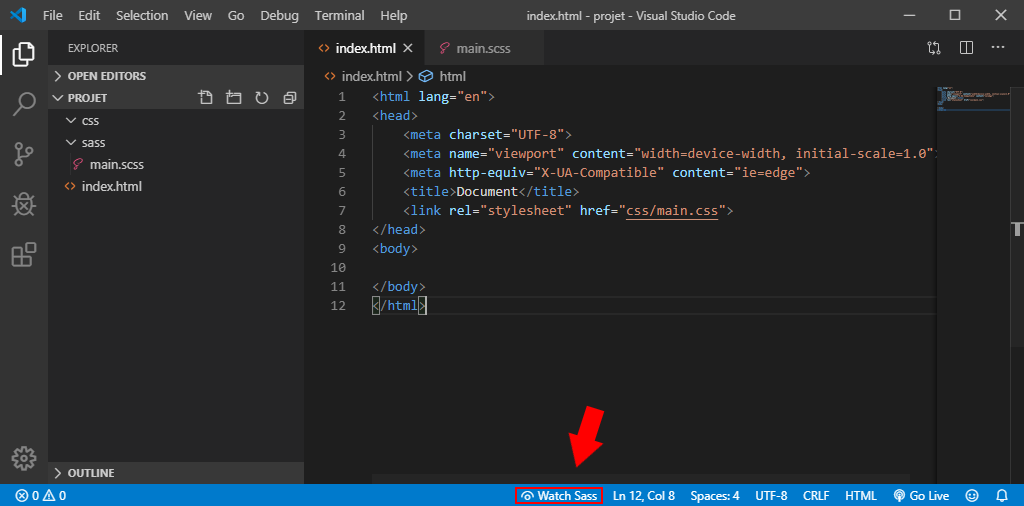 File Edit Selection View Go Debug Terminal Help index.html - projet - Visual Studio Code
EXPLORER
index.html main.scss
OPEN EDITORS
index.html html
PROJET
css
sass
main.scss
index.html
1 <html lang="en">
2 <head>
3 <meta charset="UTF-8">
4 <meta name="viewport" content="width=device-width, initial-scale=1.0">
5 <meta http-equiv="X-UA-Compatible" content="ie=edge">
6 <title>Document</title>
7 <link rel="stylesheet" href="css/main.css">
8 </head>
9 <body>
10
11 </body>
12 </html>
OUTLINE
0 0 Watch Sass Ln 12, Col 8 Spaces: 4 UTF-8 CRLF HTML Go Live